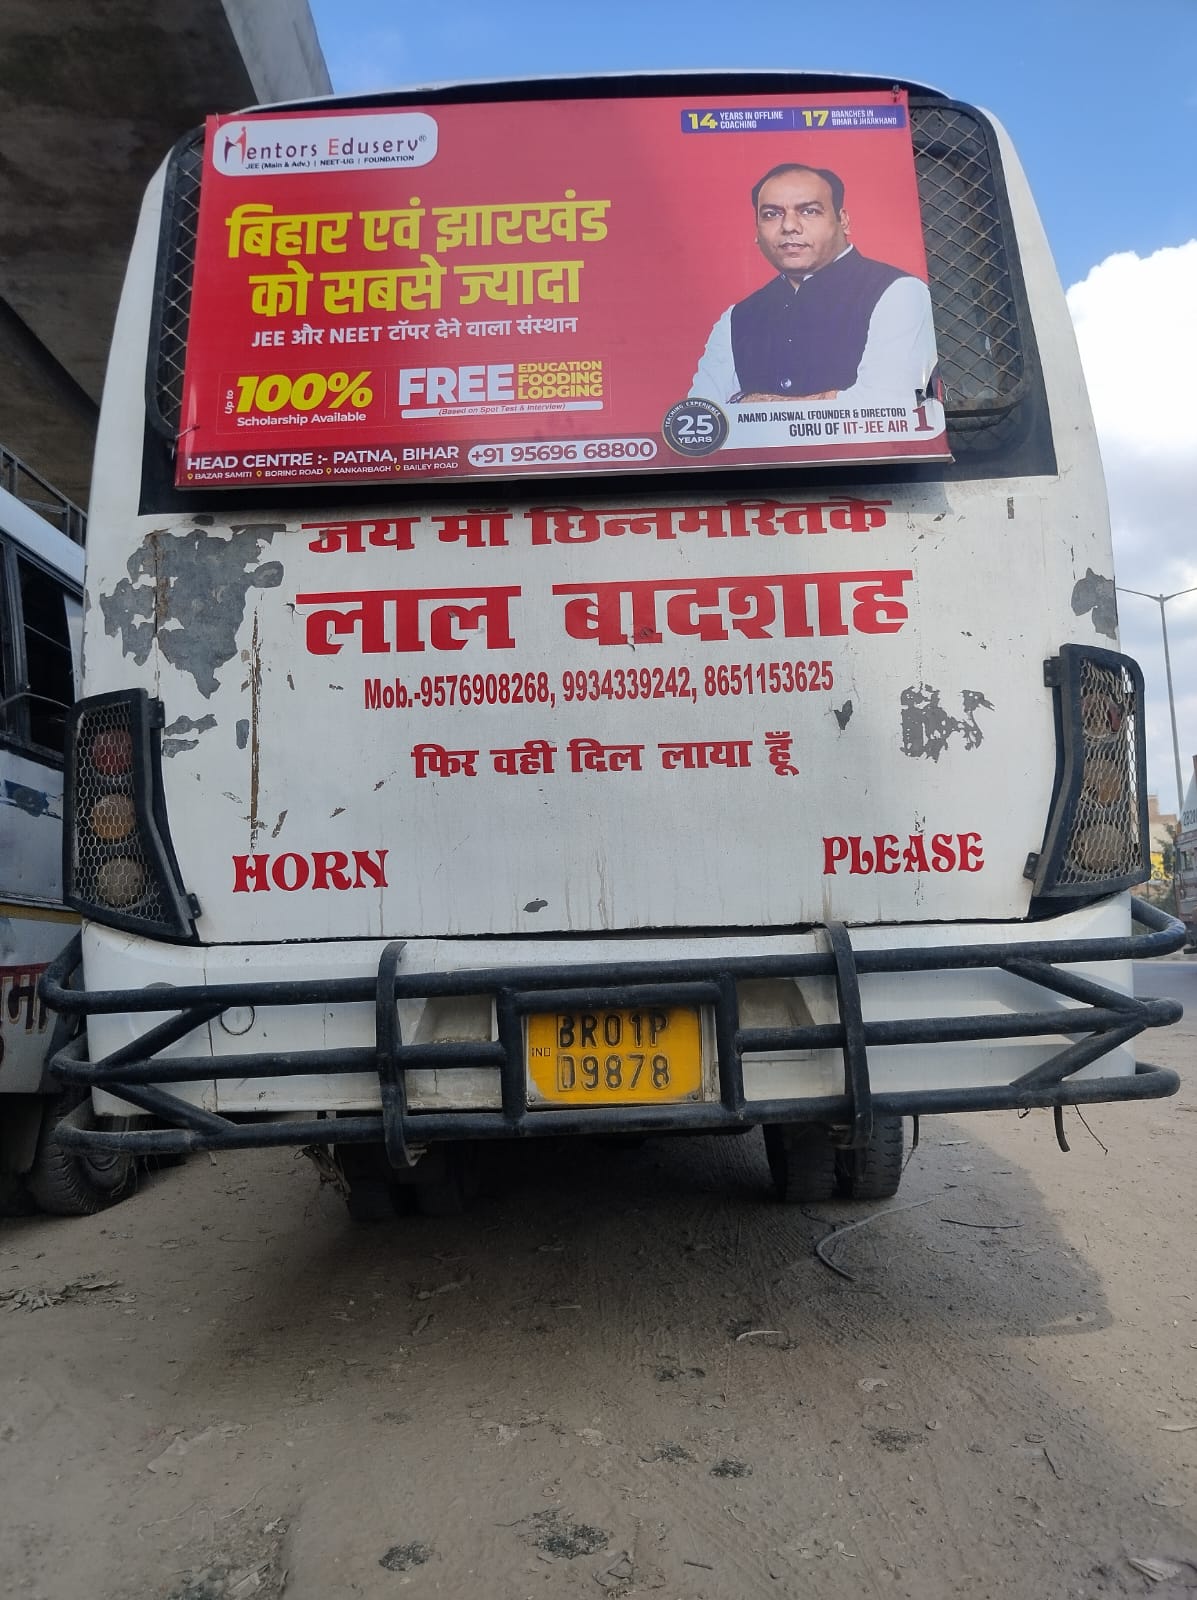 Mentors Eduserv®
JEE (Main & Adv.) | NEET-UG | FOUNDATION
14 YEARS IN OFFLINE COACHING | 17 BRANCHES IN BIHAR & JHARKHAND
बिहार एवं झारखंड
को सबसे ज्यादा
JEE और NEET टॉपर देने वाला संस्थान
Up to 100%
Scholarship Available
FREE EDUCATION FOODING LODGING
(Based on Spot Test & Interview)
TEACHING EXPERIENCE
25 YEARS
ANAND JAISWAL (FOUNDER & DIRECTOR)
GURU OF IIT-JEE AIR 1
HEAD CENTRE :- PATNA, BIHAR +91 95696 68800
BAZAR SAMITI BORING ROAD KANKARBAGH BAILEY ROAD
जय माँ छिन्नमस्तिके
लाल बादशाह
Mob.-9576908268, 9934339242, 8651153625
फिर वही दिल लाया हूँ
HORN PLEASE
BR01P
IND
D9878